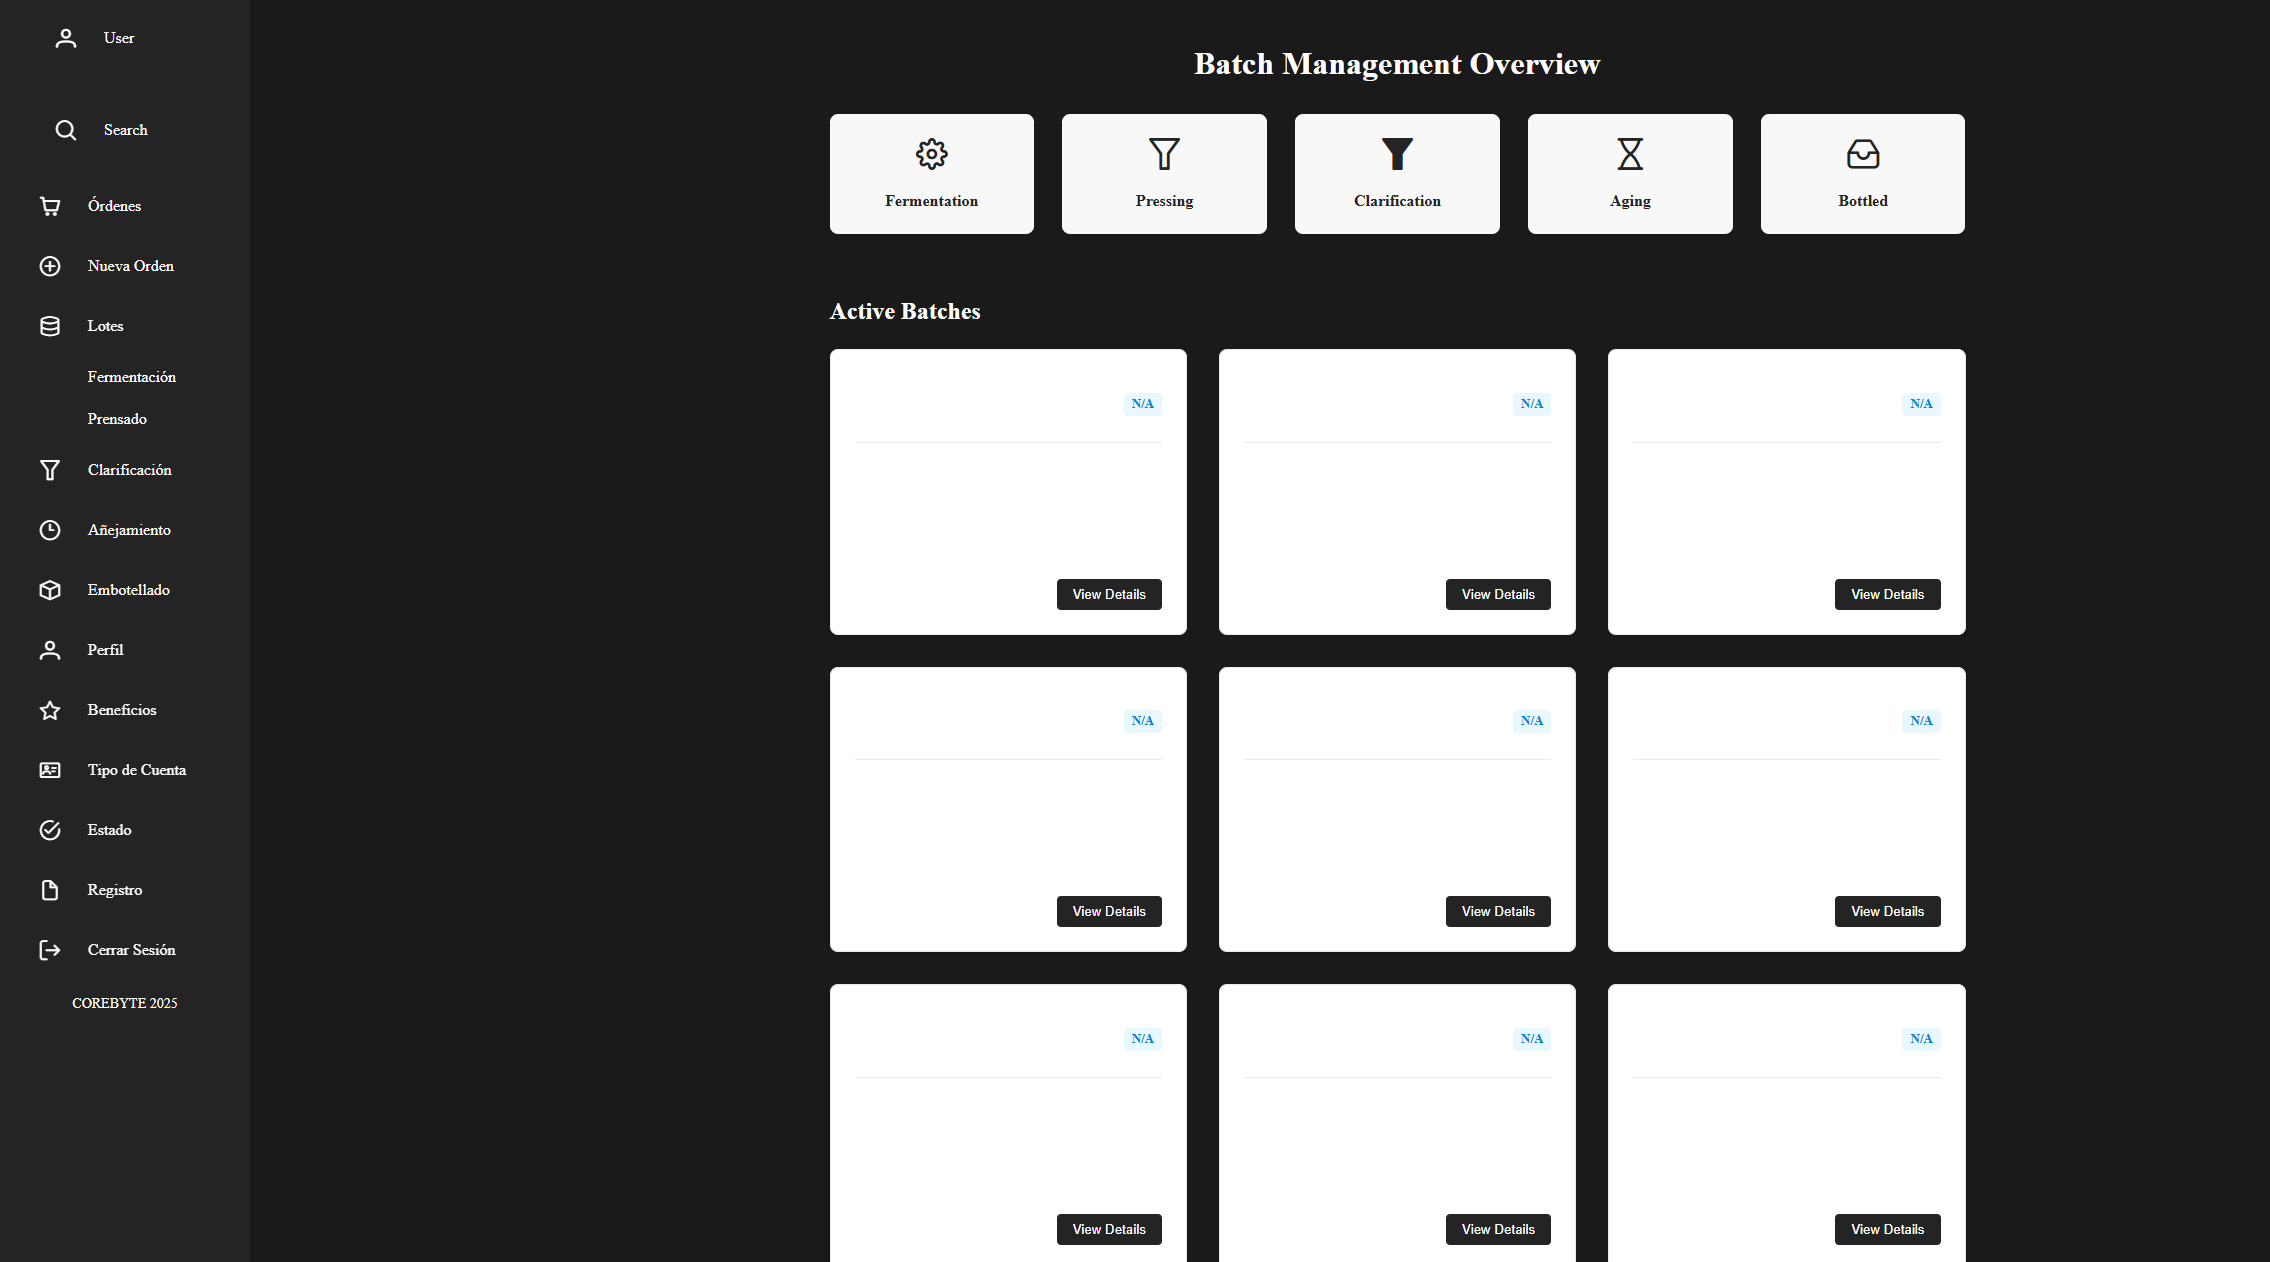 User
Search
Órdenes
Nueva Orden
Lotes
Fermentación
Prensado
Clarificación
Añejamiento
Embotellado
Perfil
Beneficios
Tipo de Cuenta
Estado
Registro
Cerrar Sesión
COREBYTE 2025
Batch Management Overview
Fermentation
Pressing
Clarification
Aging
Bottled
Active Batches
N/A
View Details
N/A
View Details
N/A
View Details
N/A
View Details
N/A
View Details
N/A
View Details
N/A
View Details
N/A
View Details
N/A
View Details